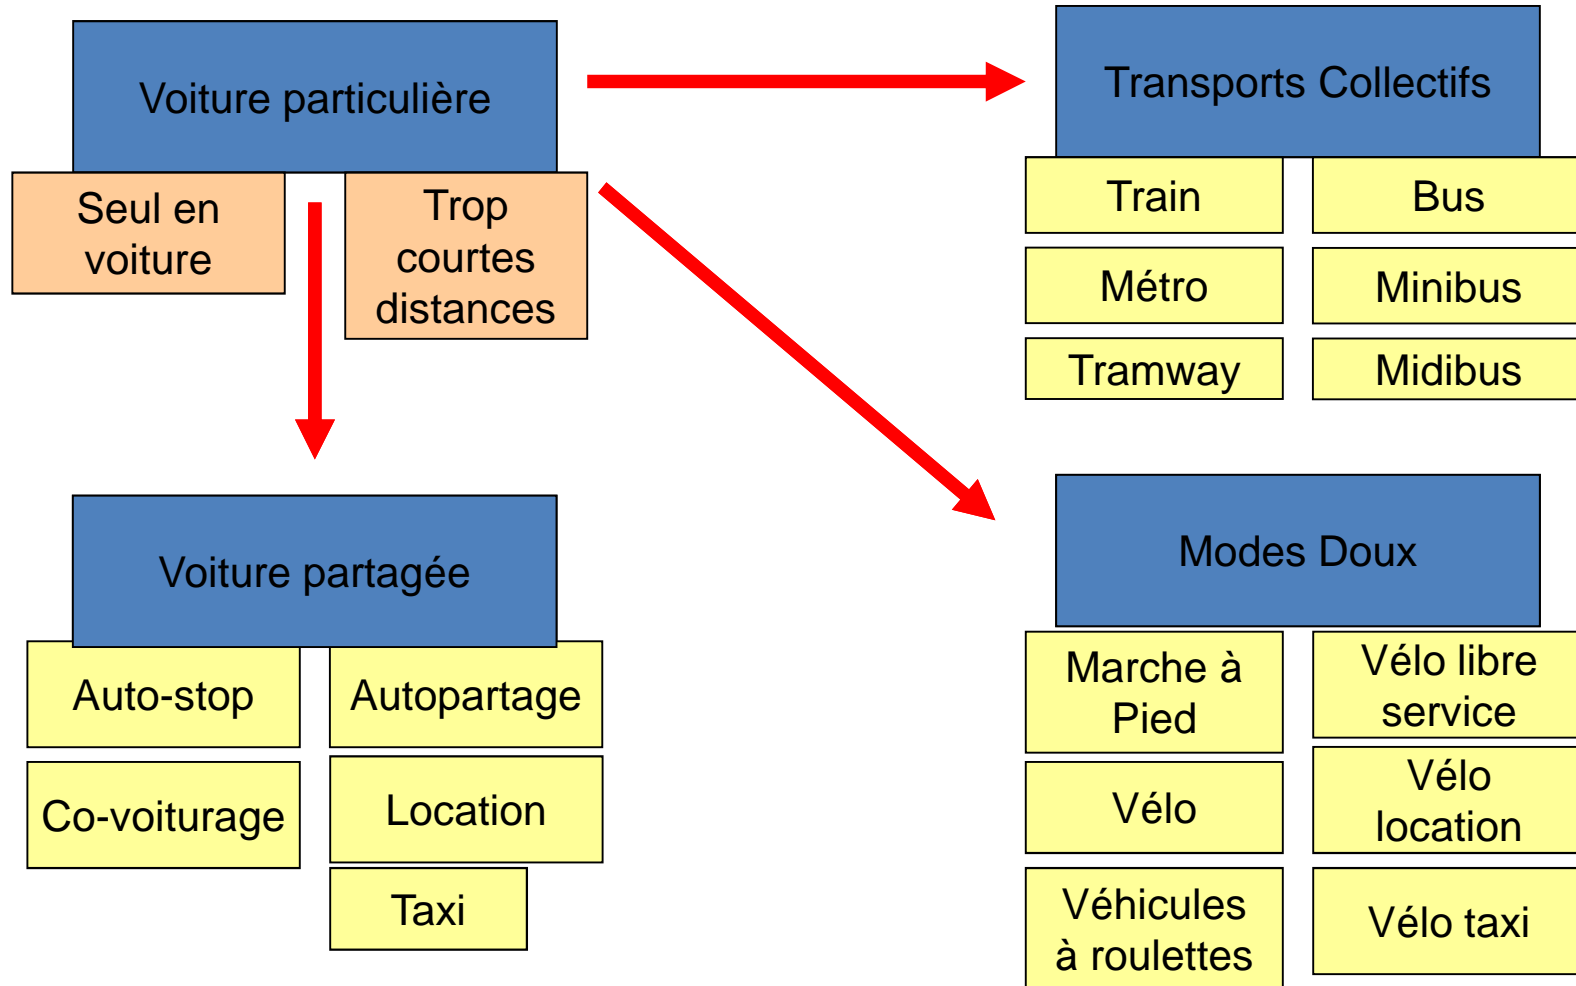 Voiture particulière
Seul en
voiture
Trop
courtes
distances
Transports Collectifs
Train
Bus
Métro
Minibus
Tramway
Midibus
Voiture partagée
Auto-stop
Autopartage
Co-voiturage
Location
Taxi
Modes Doux
Marche à
Pied
Vélo libre
service
Vélo
Vélo
location
Véhicules
à roulettes
Vélo taxi